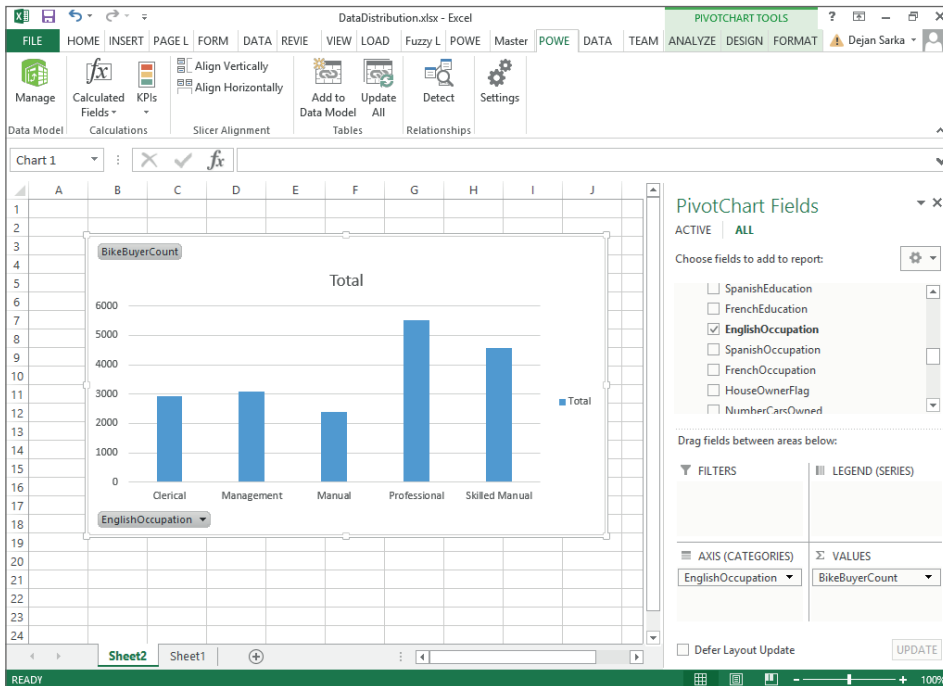 DataDistribution.xlsx - Excel
PIVOTCHART TOOLS
?
FILE HOME INSERT PAGE L FORM DATA REVIE VIEW LOAD Fuzzy L POWE Master POWE DATA TEAM ANALYZE DESIGN FORMAT Dejan Sarka
Align Vertically
Align Horizontally
Manage
Calculated
Fields
KPIs
Add to
Data Model
Update
All
Detect
Settings
Data Model
Calculations
Slicer Alignment
Tables
Relationships
Chart 1
fx
A B C D E F G H I J
1
2
3
4
5
6
7
8
9
10
11
12
13
14
15
16
17
18
19
20
21
22
23
24
BikeBuyerCount
Total
6000
5000
4000
3000
2000
1000
0
Clerical Management Manual Professional Skilled Manual
Total
EnglishOccupation
PivotChart Fields
ACTIVE ALL
Choose fields to add to report:
SpanishEducation
FrenchEducation
EnglishOccupation
SpanishOccupation
FrenchOccupation
HouseOwnerFlag
NumberCarsOwned
Drag fields between areas below:
FILTERS
LEGEND (SERIES)
AXIS (CATEGORIES)
Σ VALUES
EnglishOccupation
BikeBuyerCount
Defer Layout Update
UPDATE
Sheet2 Sheet1
READY
100%